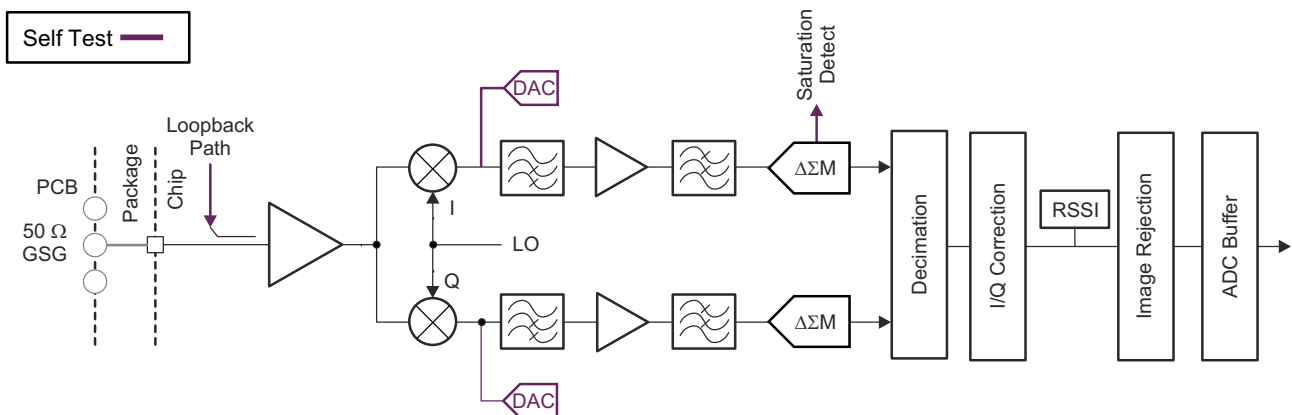 Self Test
DAC
Saturation
Detect
Loopback
Path
PCB
Package
Chip
50 Ω
GSG
I
LO
Q
ΔΣM
ΔΣM
DAC
Decimation
I/Q Correction
RSSI
Image Rejection
ADC Buffer